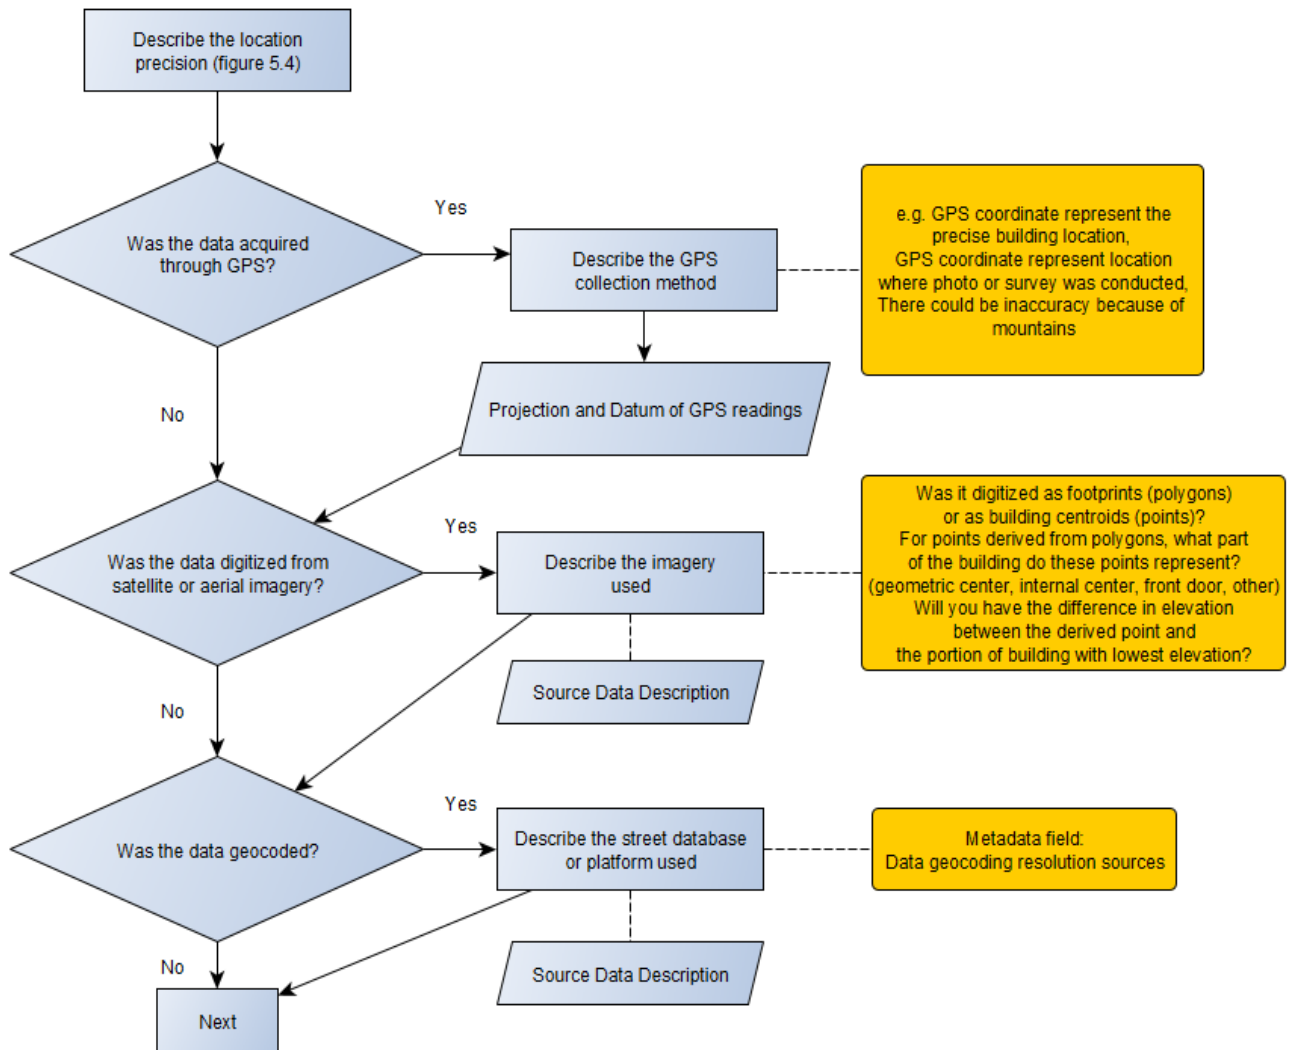 Describe the location
precision (figure 5.4)
Was the data acquired
through GPS?
Yes
Describe the GPS
collection method
e.g. GPS coordinate represent the
precise building location,
GPS coordinate represent location
where photo or survey was conducted,
There could be inaccuracy because of
mountains
No
Projection and Datum of GPS readings
Was the data digitized from
satellite or aerial imagery?
Yes
Describe the imagery
used
Was it digitized as footprints (polygons)
or as building centroids (points)?
For points derived from polygons, what part
of the building do these points represent?
(geometric center, internal center, front door, other)
Will you have the difference in elevation
between the derived point and
the portion of building with lowest elevation?
Source Data Description
No
Was the data geocoded?
Yes
Describe the street database
or platform used
Metadata field:
Data geocoding resolution sources
Source Data Description
No
Next